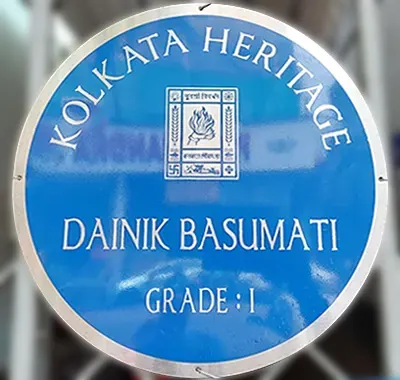 KOLKATA HERITAGE
DAINIK BASUMATI
GRADE : I